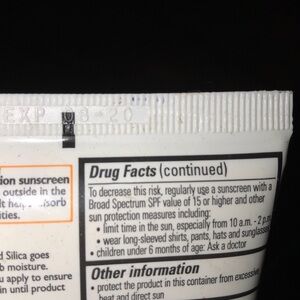 EXP 08-20
Drug Facts (continued)
To decrease this risk, regularly use a sunscreen with a
Broad Spectrum SPF value of 15 or higher and other
sun protection measures including:
• limit time in the sun, especially from 10 a.m. - 2 p.m.
• wear long-sleeved shirts, pants, hats and sunglasses
• children under 6 months of age: Ask a doctor
Other information
• protect the product in this container from excessive
heat and direct sun
ion sunscreen
outside in the
ities.
d Silica goes
b moisture.
u apply to ensure
in until product